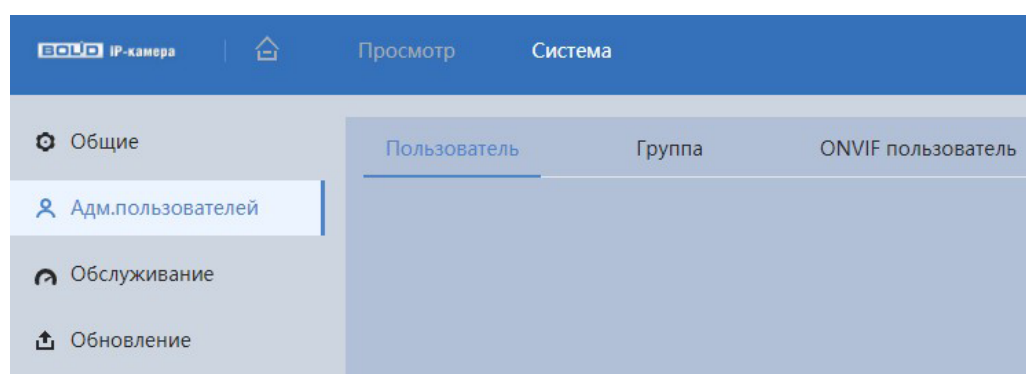 BOLID IP-камера Просмотр Система
Общие
Пользователь Группа ONVIF пользователь
Адм.пользователей
Обслуживание
Обновление